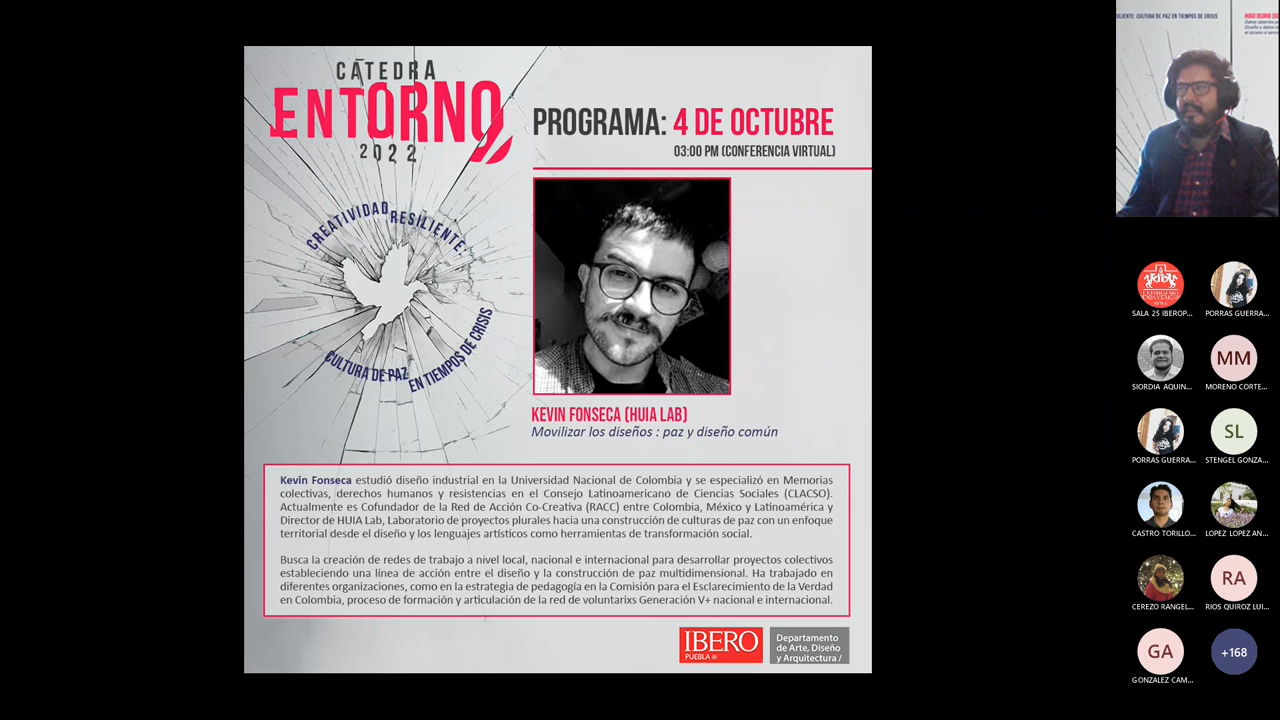 CÁTEDRA
ENTORNO
2022
CREATIVIDAD RESILIENTE:
CULTURA DE PAZ EN TIEMPOS DE CRISIS
PROGRAMA: 4 DE OCTUBRE
03:00 PM (CONFERENCIA VIRTUAL)
KEVIN FONSECA (HUIA LAB)
Movilizar los diseños : paz y diseño común
Kevin Fonseca estudió diseño industrial en la Universidad Nacional de Colombia y se especializó en Memorias
colectivas, derechos humanos y resistencias en el Consejo Latinoamericano de Ciencias Sociales (CLACSO).
Actualmente es Cofundador de la Red de Acción Co-Creativa (RACC) entre Colombia, México y Latinoamérica y
Director de HUIA Lab, Laboratorio de proyectos plurales hacia una construcción de culturas de paz con un enfoque
territorial desde el diseño y los lenguajes artísticos como herramientas de transformación social.
Busca la creación de redes de trabajo a nivel local, nacional e internacional para desarrollar proyectos colectivos
estableciendo una línea de acción entre el diseño y la construcción de paz multidimensional. Ha trabajado en
diferentes organizaciones, como en la estrategia de pedagogía en la Comisión para el Esclarecimiento de la Verdad
en Colombia, proceso de formación y articulación de la red de voluntarixs Generación V+ nacional e internacional.
IBERO
PUEBLA
Departamento
de Arte, Diseño
y Arquitectura /
SILIENTE: CULTURA DE PAZ EN TIEMPOS DE CRISIS
SALA 25 IBEROP...
PORRAS GUERRA...
SIORDIA AQUIN...
MM
MORENO CORTE...
PORRAS GUERRA...
SL
STENGEL GONZA...
CASTRO TORILLO...
LOPEZ LOPEZ AN...
CEREZO RANGEL...
RA
RIOS QUIROZ LUI...
GA
GONZALEZ CAM...
+168